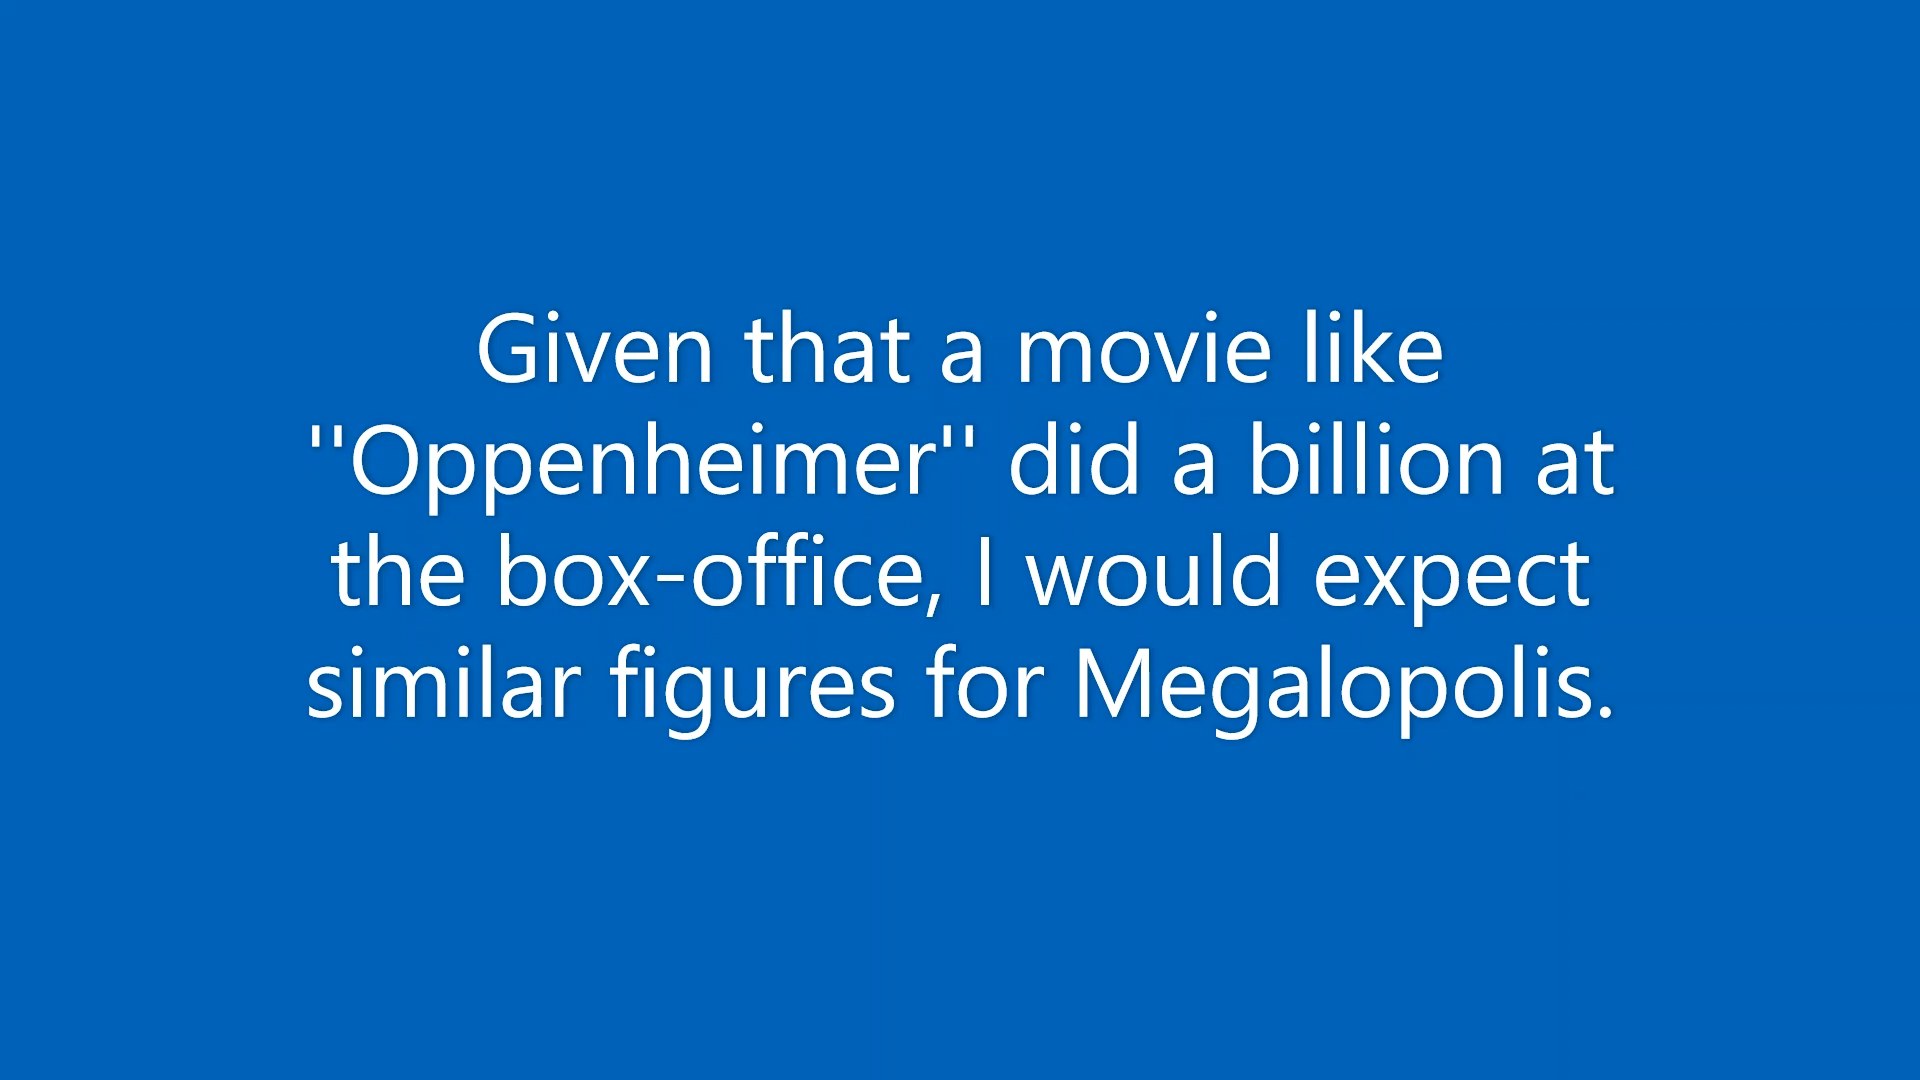 Given that a movie like
''Oppenheimer'' did a billion at
the box-office, I would expect
similar figures for Megalopolis.